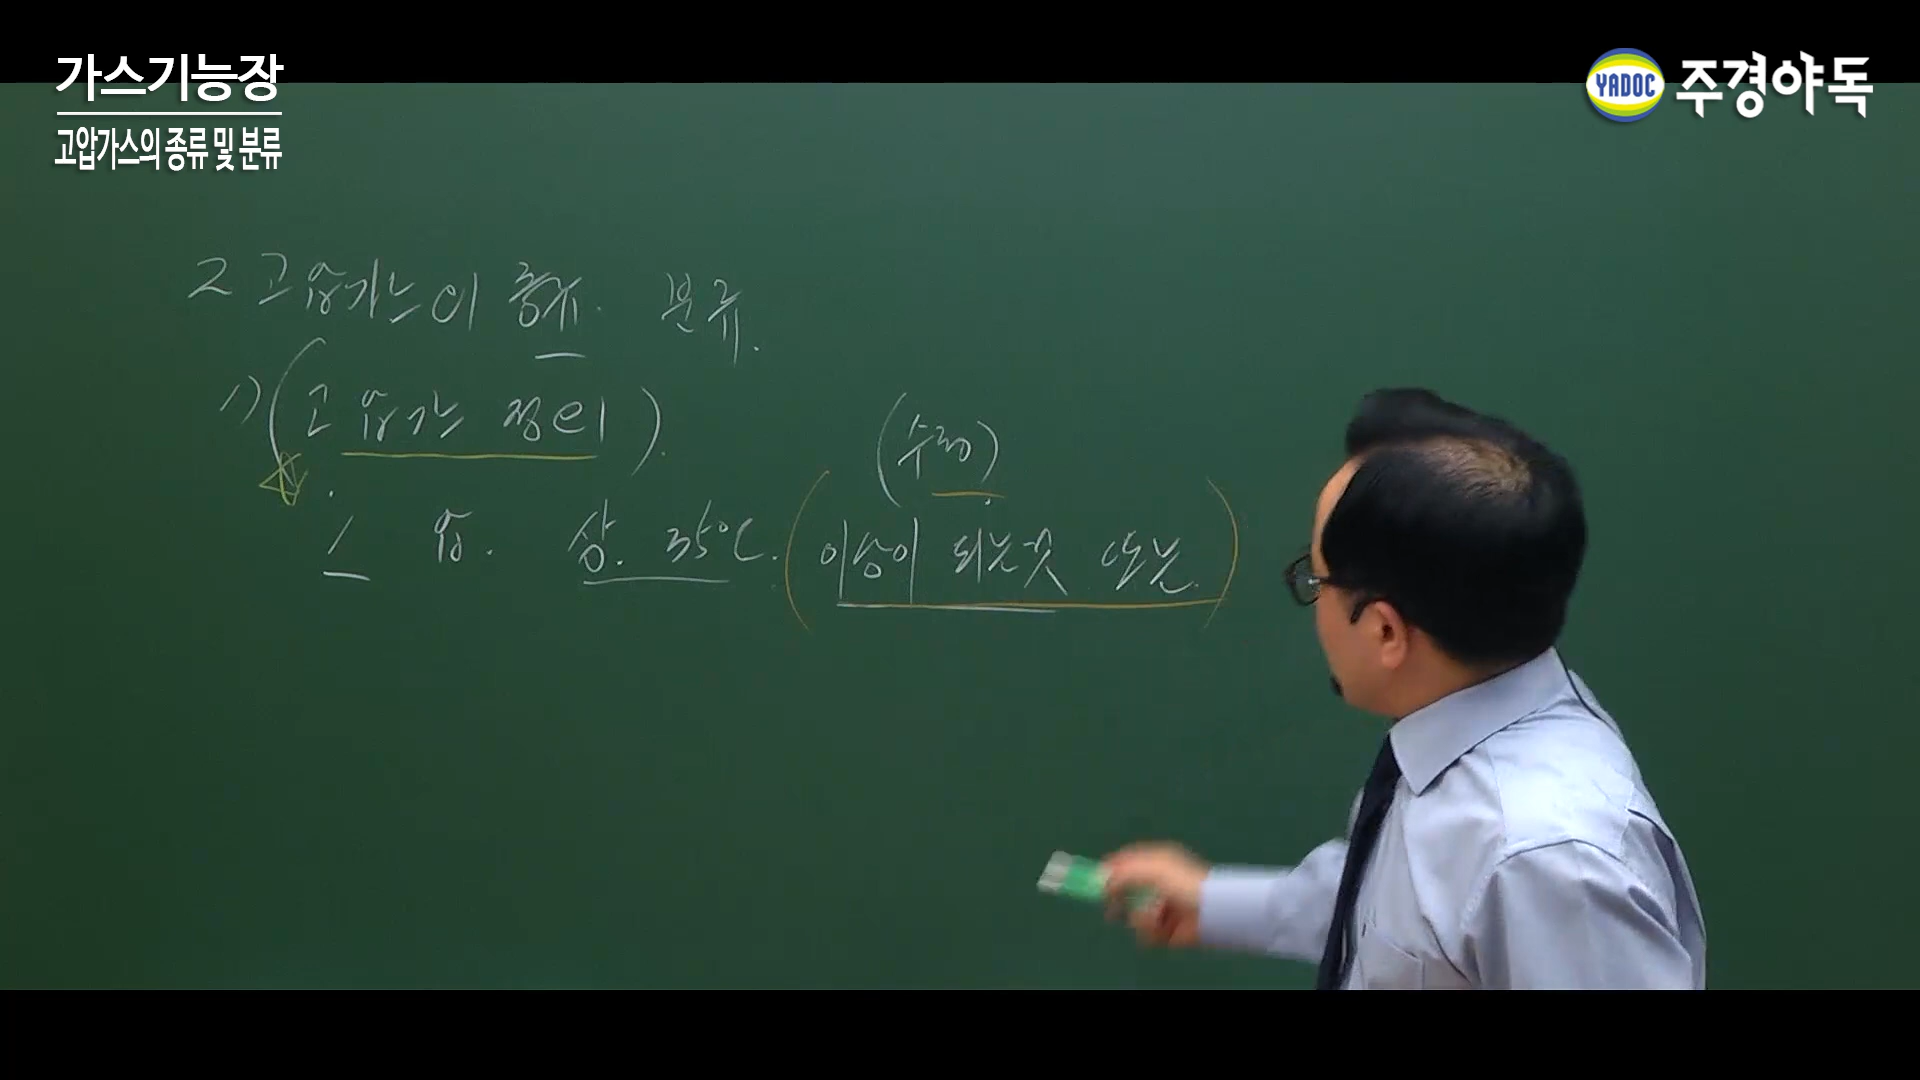 가스기능장
고압가스의 종류 및 분류
YADOC 주경야독
2 고압가스의 종류. 분류.
1) (고압가스 정의).
(수정)
압. 상. 35℃. (이상이 되는것 또는)